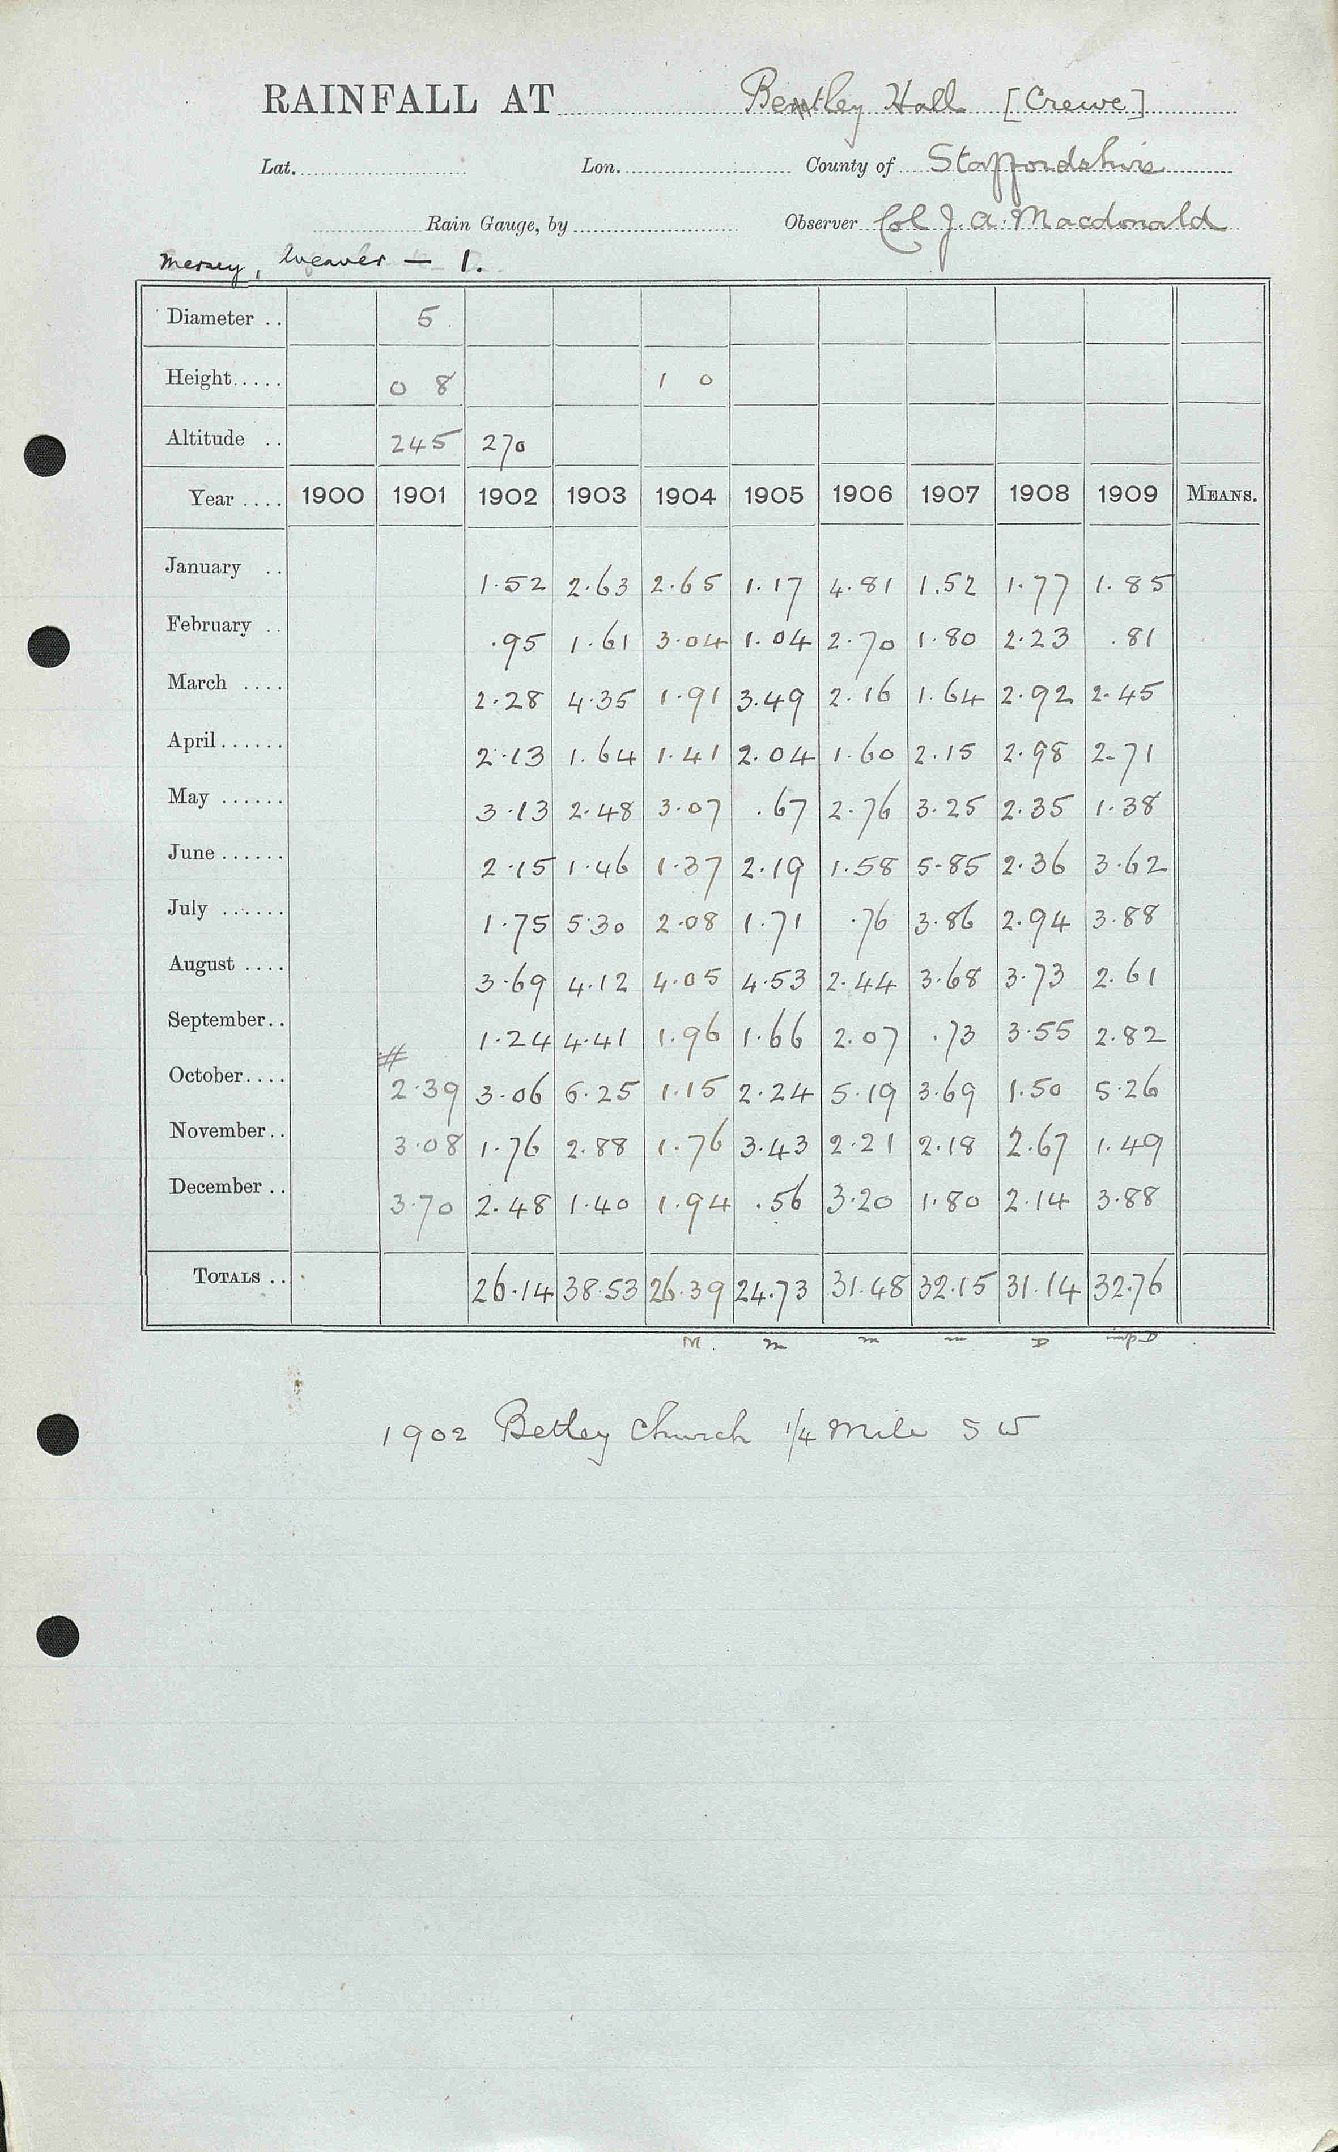 RAINFALL AT Bentley Hall [Crewe]
Lat. Lon. County of Staffordshire
Rain Gauge, by Observer Col J. A. Macdonald
Mersey, Weaver — 1.
Diameter .. 5
Height..... 0 8 1 0
Altitude .. 245 270
Year .... 1900 1901 1902 1903 1904 1905 1906 1907 1908 1909 MEANS.
January .. 1.52 2.63 2.65 1.17 4.81 1.52 1.77 1.85
February .. .95 1.61 3.04 1.04 2.70 1.80 2.23 .81
March .... 2.28 4.35 1.91 3.49 2.16 1.64 2.92 2.45
April...... 2.13 1.64 1.41 2.04 1.60 2.15 2.98 2.71
May ...... 3.13 2.48 3.07 .67 2.76 3.25 2.35 1.38
June...... 2.15 1.46 1.37 2.19 1.58 5.85 2.36 3.62
July ...... 1.75 5.30 2.08 1.71 .76 3.86 2.94 3.88
August .... 3.69 4.12 4.05 4.53 2.44 3.68 3.73 2.61
September.. 1.24 4.41 1.96 1.66 2.07 .73 3.55 2.82
#
October.... 2.39 3.06 6.25 1.15 2.24 5.19 3.69 1.50 5.26
November.. 3.08 1.76 2.88 1.76 3.43 2.21 2.18 2.67 1.49
December .. 3.70 2.48 1.40 1.94 .56 3.20 1.80 2.14 3.88
TOTALS .. 26.14 38.53 26.39 24.73 31.48 32.15 31.14 32.76
M. m m m D
1902 Betley Church 1/4 Mile S W